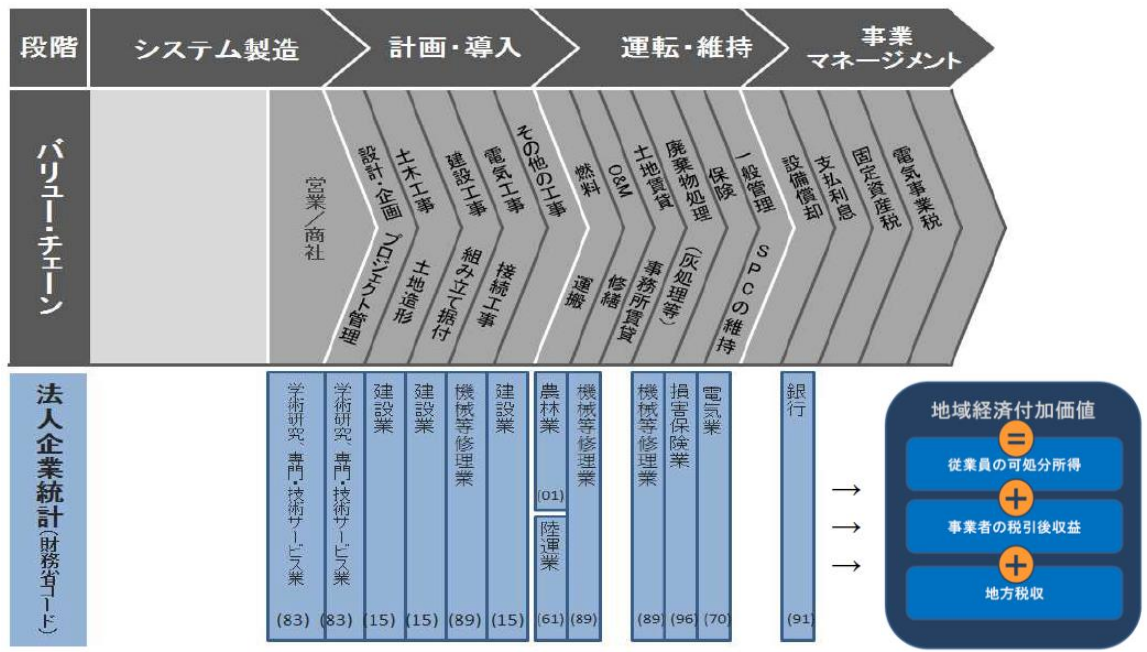 段階
システム製造
計画・導入
運転・維持
事業
マネージメント
バリュー・チェーン
営業／商社
設計・企画
プロジェクト管理
土木工事
土地造形
建設工事
組み立て据付
電気工事
接続工事
その他の工事
燃料
運搬
O&M
修繕
土地賃貸
事務所賃貸
廃棄物処理
(灰処理等)
保険
一般管理
SPCの維持
設備償却
支払利息
固定資産税
電気事業税
法人企業統計(財務省コード)
学術研究、専門・技術サービス業
(83)
学術研究、専門・技術サービス業
(83)
建設業
(15)
建設業
(15)
機械等修理業
(89)
建設業
(15)
農林業
(01)
陸運業
(61)
機械等修理業
(89)
機械等修理業
(89)
損害保険業
(96)
電気業
(70)
銀行
(91)
→
→
→
地域経済付加価値
=
従業員の可処分所得
+
事業者の税引後収益
+
地方税収